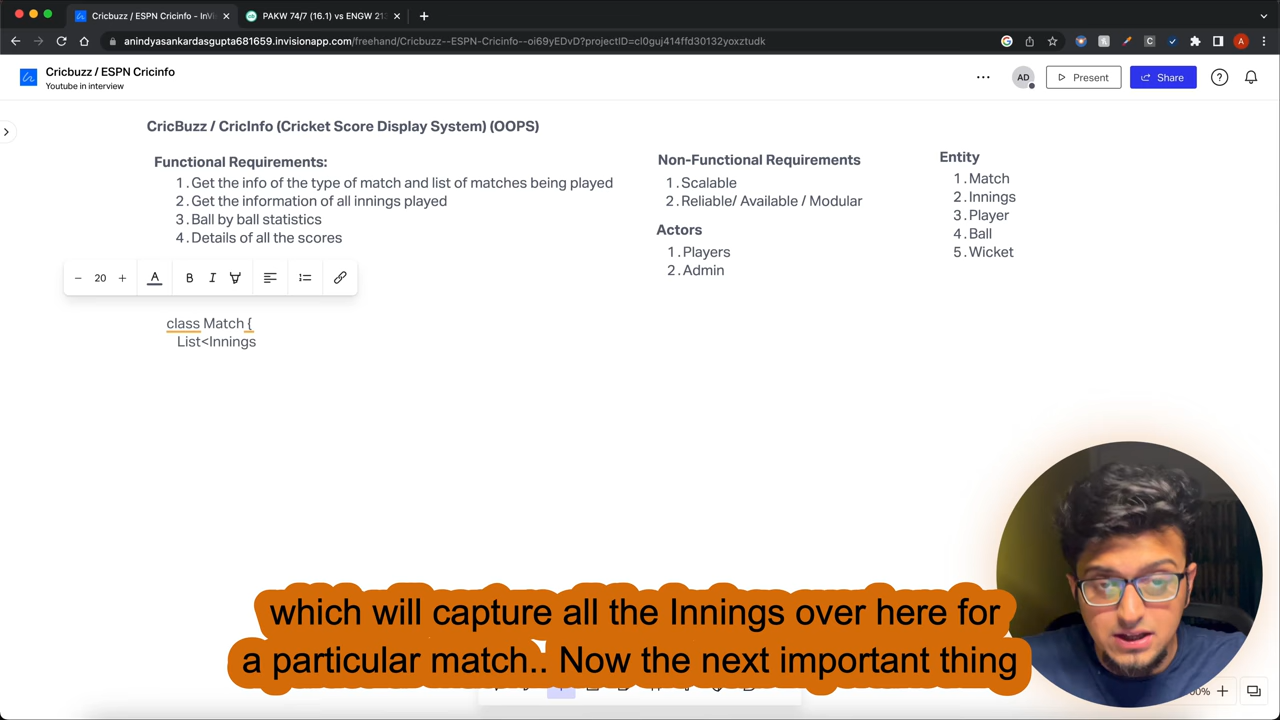 Cricbuzz / ESPN Cricinfo - InVi
PAKW 74/7 (16.1) vs ENGW 213
anindyasankardasgupta681659.invisionapp.com/freehand/Cricbuzz--ESPN-Cricinfo--oi69yEDvD?projectID=cl0guj414ffd30132yoxztudk
Cricbuzz / ESPN Cricinfo
Youtube in interview
AD
Present
Share
CricBuzz / CricInfo (Cricket Score Display System) (OOPS)
Functional Requirements:
1. Get the info of the type of match and list of matches being played
2. Get the information of all innings played
3. Ball by ball statistics
4. Details of all the scores
Non-Functional Requirements
1. Scalable
2. Reliable/ Available / Modular
Actors
1. Players
2. Admin
Entity
1. Match
2. Innings
3. Player
4. Ball
5. Wicket
20
A
B
I
class Match {
List<Innings
which will capture all the Innings over here for
a particular match.. Now the next important thing